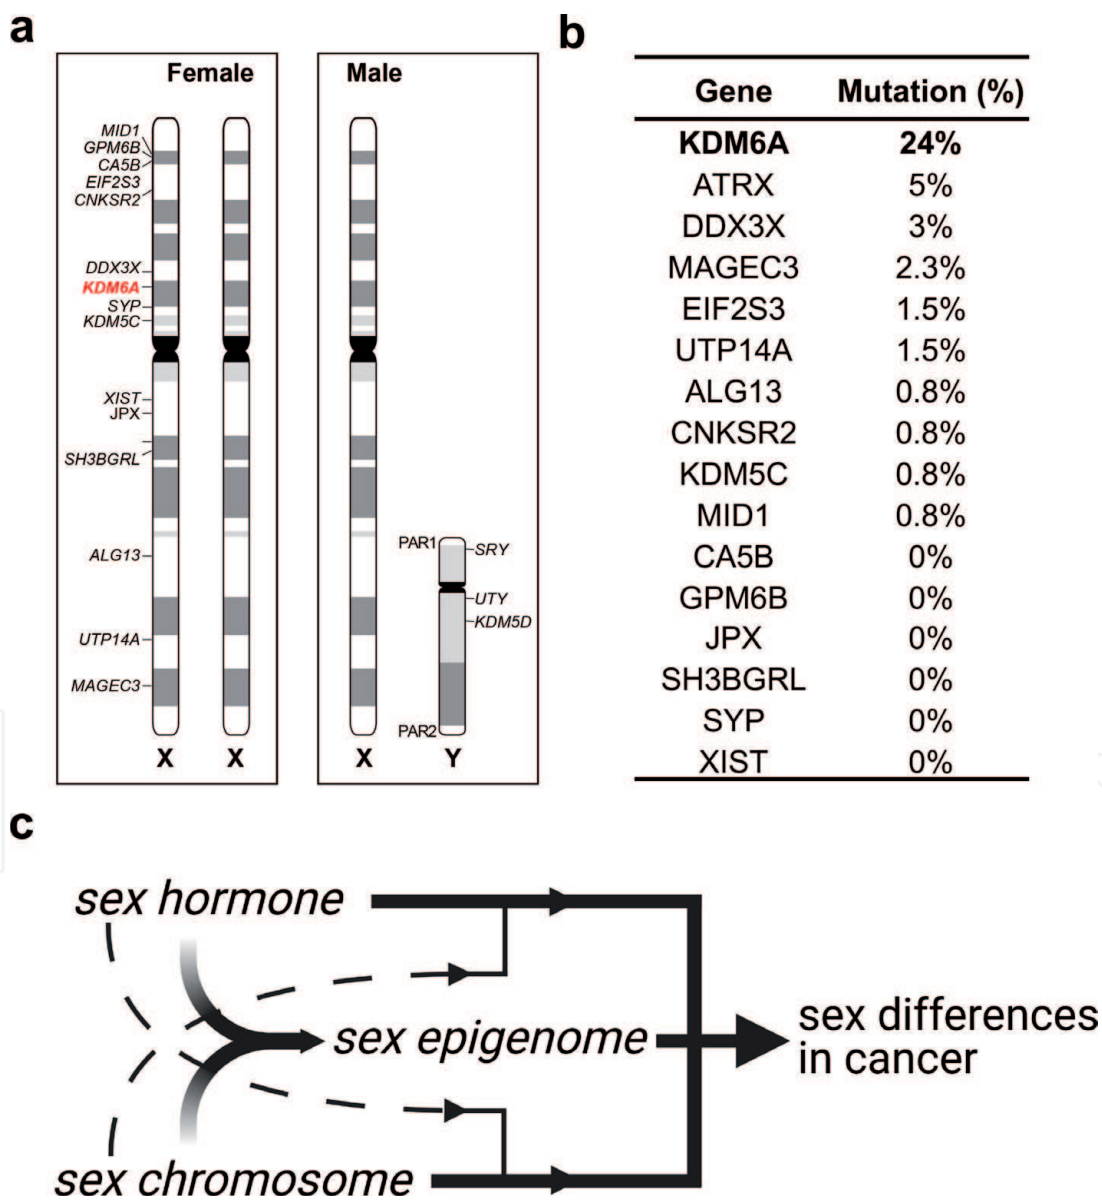 a
Female
MID1
GPM6B
CA5B
EIF2S3
CNKSR2
DDX3X
KDM6A
SYP
KDM5C
XIST
JPX
SH3BGRL
ALG13
UTP14A
MAGEC3
X X
Male
PAR1 SRY
UTY
KDM5D
PAR2
X Y
b
Gene Mutation (%)
KDM6A 24%
ATRX 5%
DDX3X 3%
MAGEC3 2.3%
EIF2S3 1.5%
UTP14A 1.5%
ALG13 0.8%
CNKSR2 0.8%
KDM5C 0.8%
MID1 0.8%
CA5B 0%
GPM6B 0%
JPX 0%
SH3BGRL 0%
SYP 0%
XIST 0%
c
sex hormone
sex epigenome
sex chromosome
sex differences
in cancer